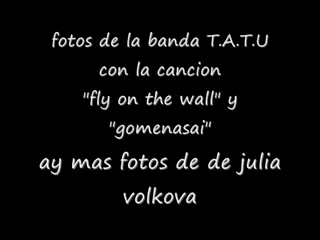 fotos de la banda T.A.T.U
con la cancion
"fly on the wall" y
"gomenasai"
ay mas fotos de de julia
volkova